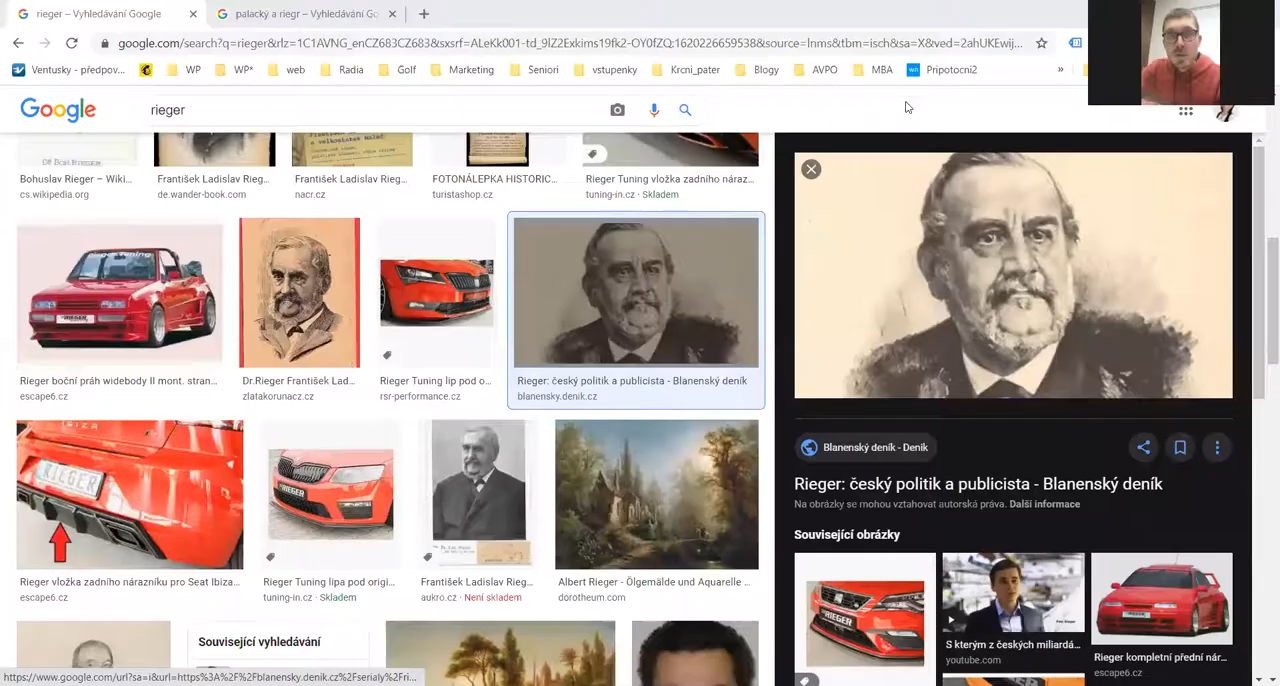 rieger – Vyhledávání Google
palacký a riegr – Vyhledávání Go
google.com/search?q=rieger&rlz=1C1AVNG_enCZ683CZ683&sxsrf=ALeKk001-td_9lZ2Exkims19fk2-OY0fZQ:1620226659538&source=lnms&tbm=isch&sa=X&ved=2ahUKEwij...
Ventusky - předpov... WP WP* web Radia Golf Marketing Seniori vstupenky Krcni_pater Blogy AVPO MBA Pripotocni2 »
Google
rieger
Bohuslav Rieger – Wiki...
cs.wikipedia.org
František Ladislav Rieg...
de.wander-book.com
František Ladislav Rieg...
nacr.cz
FOTONÁLEPKA HISTORIC...
turistashop.cz
Rieger Tuning vložka zadního náraz...
tuning-in.cz · Skladem
Rieger Tuning
RIEGER
Rieger boční práh widebody II mont. stran...
escape6.cz
Dr.Rieger František Lad...
zlatakorunacz.cz
Rieger Tuning lip pod o...
rsr-performance.cz
Rieger: český politik a publicista - Blanenský deník
blanensky.denik.cz
IBIZA
RIEGER
Rieger vložka zadního nárazníku pro Seat Ibiza...
escape6.cz
RIEGER
Rieger Tuning lipa pod origi...
tuning-in.cz · Skladem
František Ladislav Rieg...
aukro.cz · Není skladem
Albert Rieger - Ölgemälde und Aquarelle ...
dorotheum.com
Související vyhledávání
https://www.google.com/url?sa=i&url=https%3A%2F%2Fblanensky.denik.cz%2Fserialy%2Fri...
Blanenský deník - Deník
Rieger: český politik a publicista - Blanenský deník
Na obrázky se mohou vztahovat autorská práva. Další informace
Související obrázky
S kterým z českých miliardá...
youtube.com
Rieger kompletní přední nár...
escape6.cz